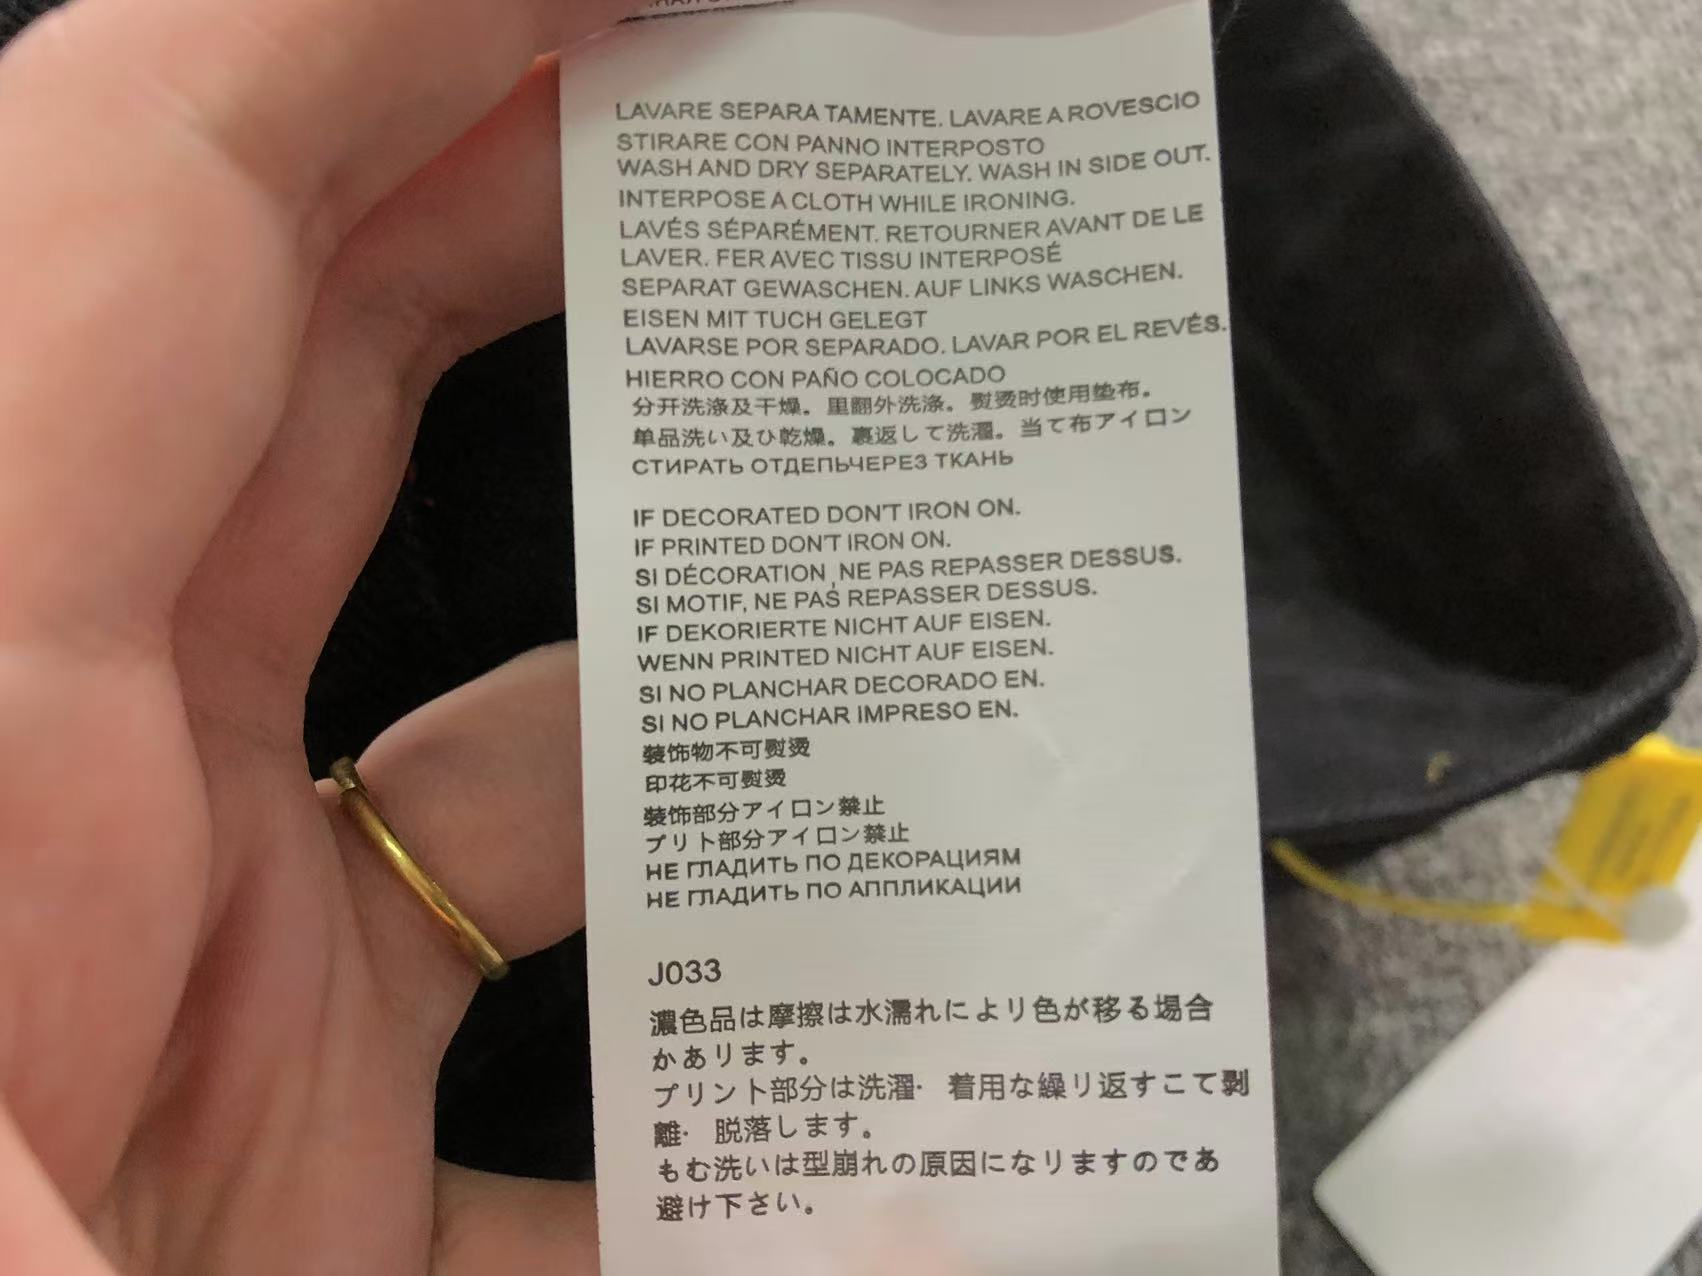 LAVARE SEPARA TAMENTE. LAVARE A ROVESCIO
STIRARE CON PANNO INTERPOSTO
WASH AND DRY SEPARATELY. WASH IN SIDE OUT.
INTERPOSE A CLOTH WHILE IRONING.
LAVÉS SÉPARÉMENT. RETOURNER AVANT DE LE
LAVER. FER AVEC TISSU INTERPOSÉ
SEPARAT GEWASCHEN. AUF LINKS WASCHEN.
EISEN MIT TUCH GELEGT
LAVARSE POR SEPARADO. LAVAR POR EL REVÉS.
HIERRO CON PAÑO COLOCADO
分开洗涤及干燥。里翻外洗涤。熨烫时使用垫布。
单品洗い及ひ乾燥。裏返して洗濯。当て布アイロン
СТИРАТЬ ОТДЕПЬЧЕРЕЗ ТКАНЬ
IF DECORATED DON'T IRON ON.
IF PRINTED DON'T IRON ON.
SI DÉCORATION , NE PAS REPASSER DESSUS.
SI MOTIF, NE PAS REPASSER DESSUS.
IF DEKORIERTE NICHT AUF EISEN.
WENN PRINTED NICHT AUF EISEN.
SI NO PLANCHAR DECORADO EN.
SI NO PLANCHAR IMPRESO EN.
装饰物不可熨烫
印花不可熨烫
装饰部分アイロン禁止
プリト部分アイロン禁止
НЕ ГЛАДИТЬ ПО ДЕКОРАЦИЯМ
НЕ ГЛАДИТЬ ПО АППЛИКАЦИИ
J033
濃色品は摩擦は水濡れによリ色が移る場合
かあリます。
プリント部分は洗濯· 着用な繰リ返すこて剥
離· 脱落します。
もむ洗いは型崩れの原因になリますのであ
避け下さい。